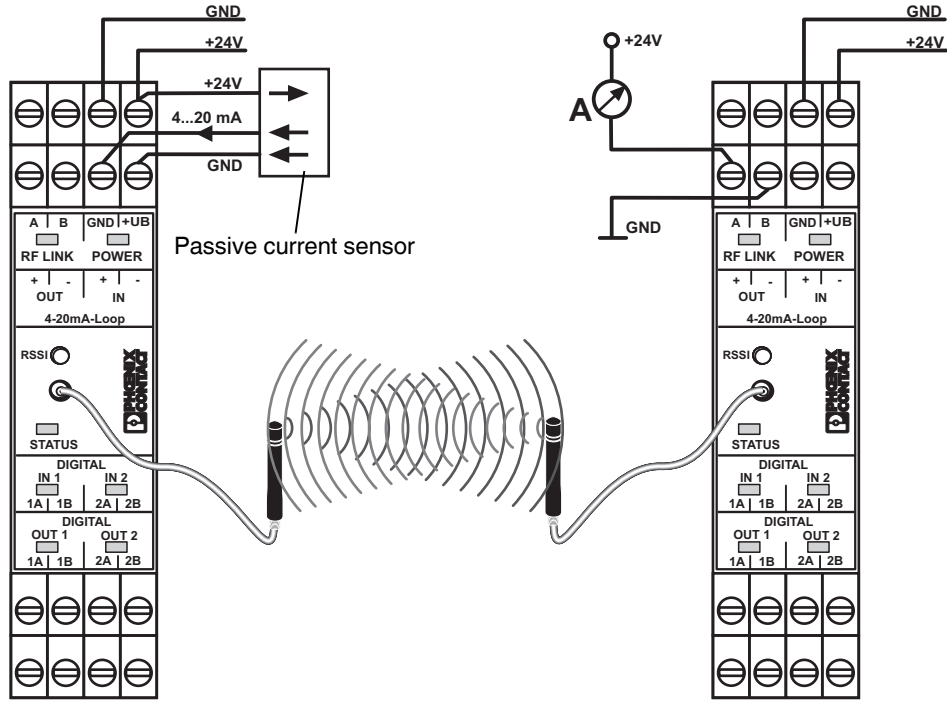 GND
+24V
+24V
4...20 mA
GND
Passive current sensor
A B GND +UB
RF LINK POWER
+ - + -
OUT IN
4-20mA-Loop
RSSI
PHŒNIX
CONTACT
STATUS
DIGITAL
IN 1 IN 2
1A 1B 2A 2B
DIGITAL
OUT 1 OUT 2
1A 1B 2A 2B
+24V
A
GND
GND
+24V
A B GND +UB
RF LINK POWER
+ - + -
OUT IN
4-20mA-Loop
RSSI
PHŒNIX
CONTACT
STATUS
DIGITAL
IN 1 IN 2
1A 1B 2A 2B
DIGITAL
OUT 1 OUT 2
1A 1B 2A 2B